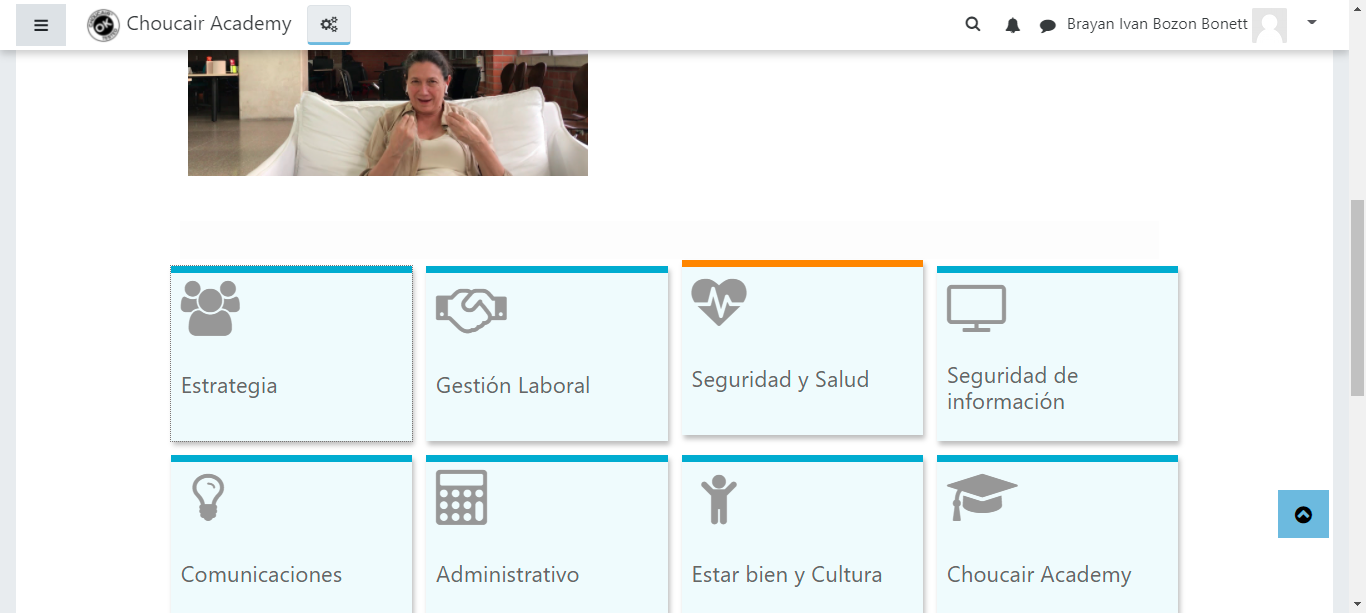 Choucair Academy
Brayan Ivan Bozon Bonett
Estrategia
Gestión Laboral
Seguridad y Salud
Seguridad de
información
Comunicaciones
Administrativo
Estar bien y Cultura
Choucair Academy